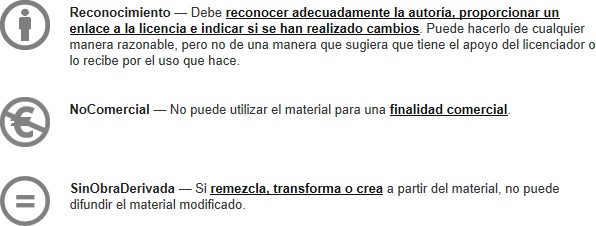 Reconocimiento — Debe reconocer adecuadamente la autoría, proporcionar un
enlace a la licencia e indicar si se han realizado cambios. Puede hacerlo de cualquier
manera razonable, pero no de una manera que sugiera que tiene el apoyo del licenciador o
lo recibe por el uso que hace.
NoComercial — No puede utilizar el material para una finalidad comercial.
SinObraDerivada — Si remezcla, transforma o crea a partir del material, no puede
difundir el material modificado.